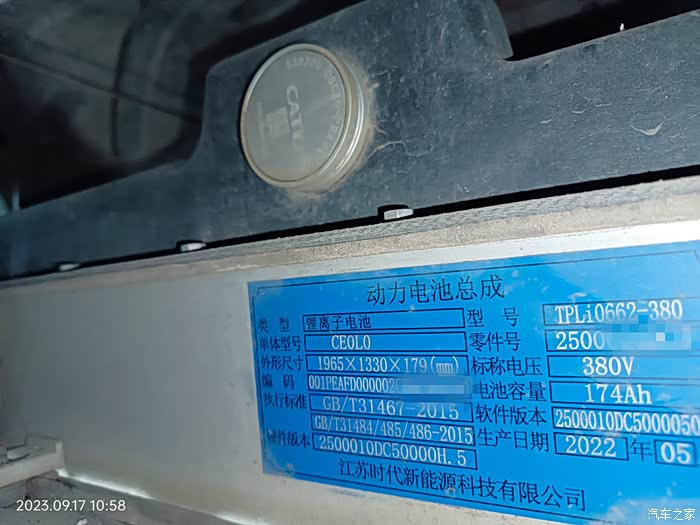 CATL
动力电池总成
类 型 锂离子电池 型 号 TPLi0662-380
单体型号 CE0L0 零件号 2500
外形尺寸 1965×1330×179(mm) 标称电压 380V
编 码 001PEAFD000002 电池容量 174Ah
执行标准 GB/T31467-2015 软件版本 2500010DC5000050
GB/T31484/485/486-2015 生产日期 2022 年 05
硬件版本 2500010DC50000H.5
江苏时代新能源科技有限公司
2023.09.17 10:58
汽车之家